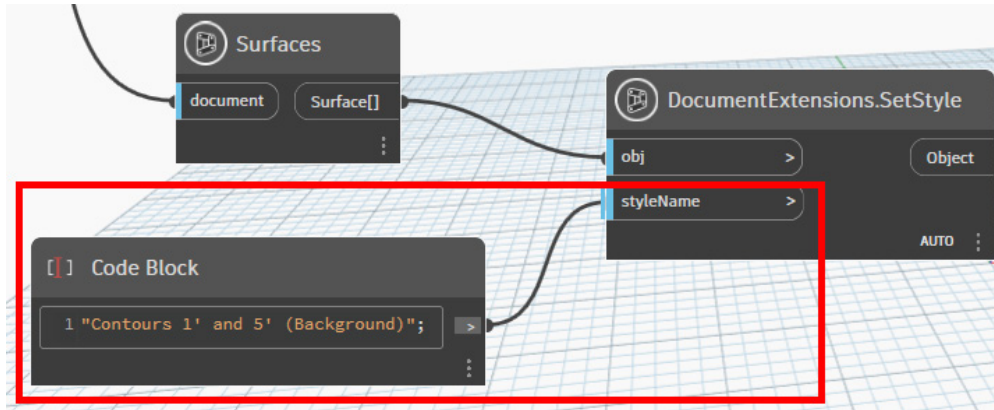 Surfaces
document Surface[]
DocumentExtensions.SetStyle
obj > Object
styleName >
AUTO
[ ] Code Block
1 "Contours 1' and 5' (Background)"; >